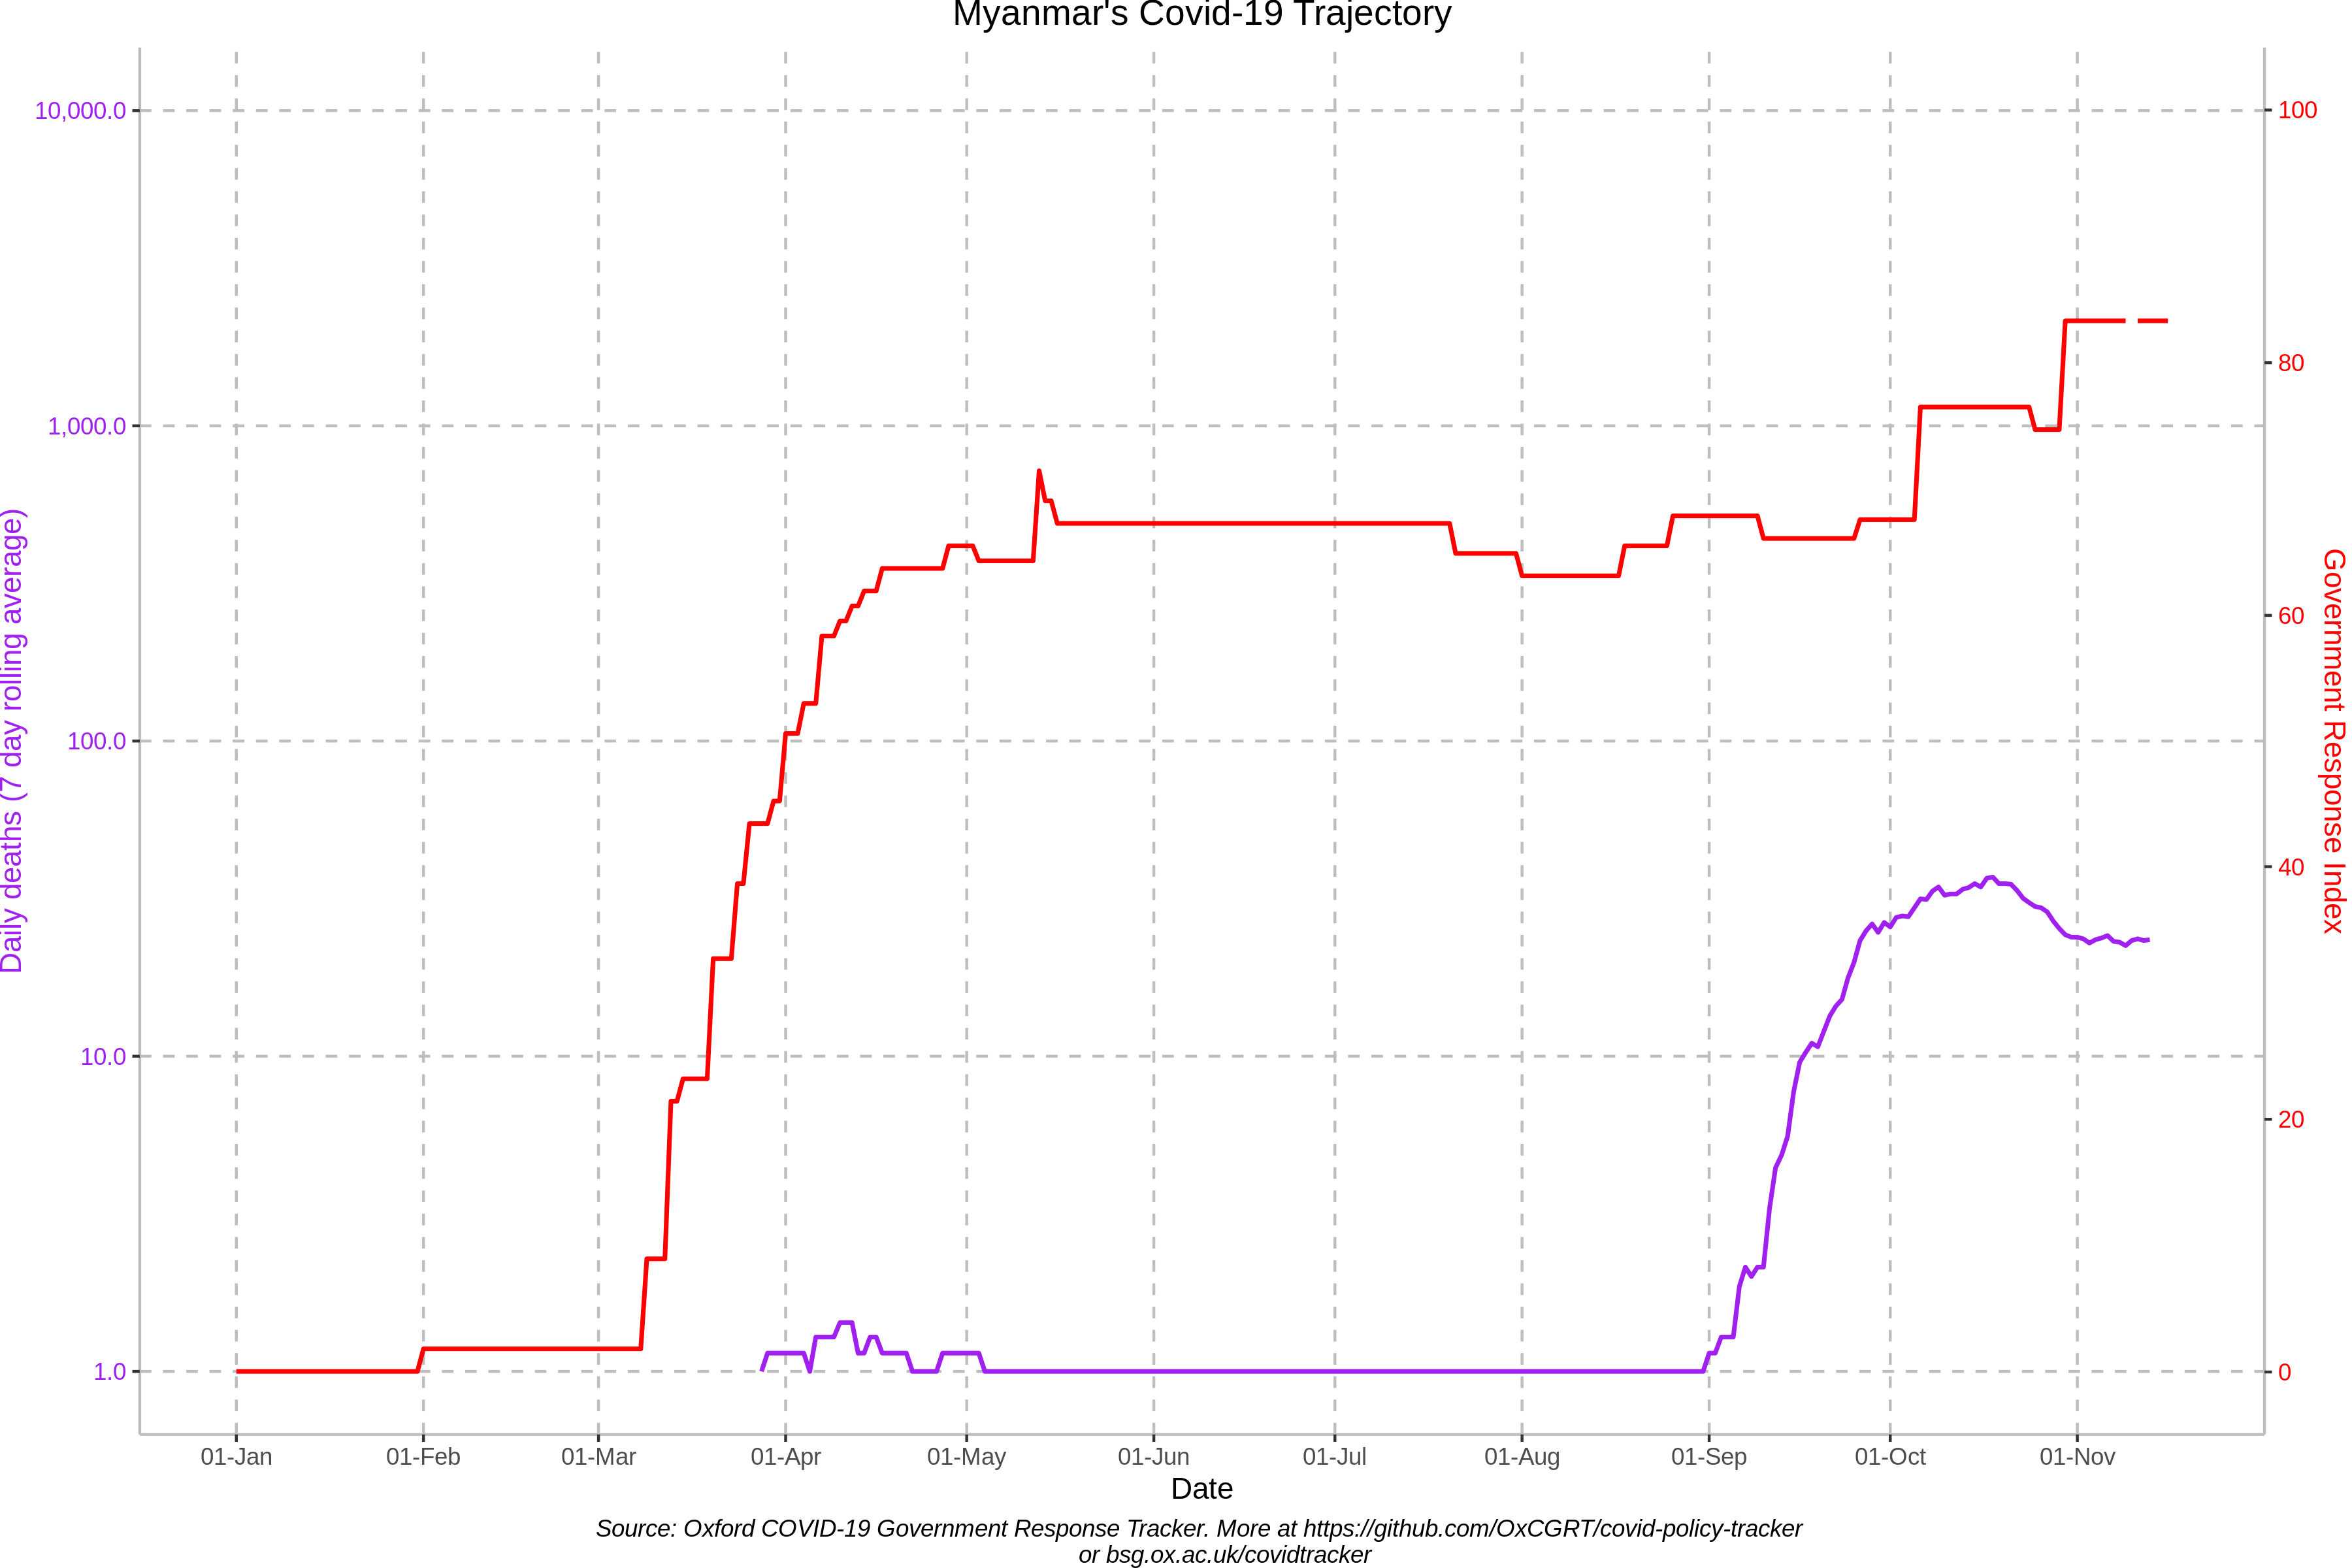 Myanmar's Covid-19 Trajectory
10,000.0
1,000.0
100.0
10.0
1.0
Daily deaths (7 day rolling average)
100
80
60
40
20
0
Government Response Index
01-Jan
01-Feb
01-Mar
01-Apr
01-May
01-Jun
01-Jul
01-Aug
01-Sep
01-Oct
01-Nov
Date
Source: Oxford COVID-19 Government Response Tracker. More at https://github.com/OxCGRT/covid-policy-tracker
or bsg.ox.ac.uk/covidtracker